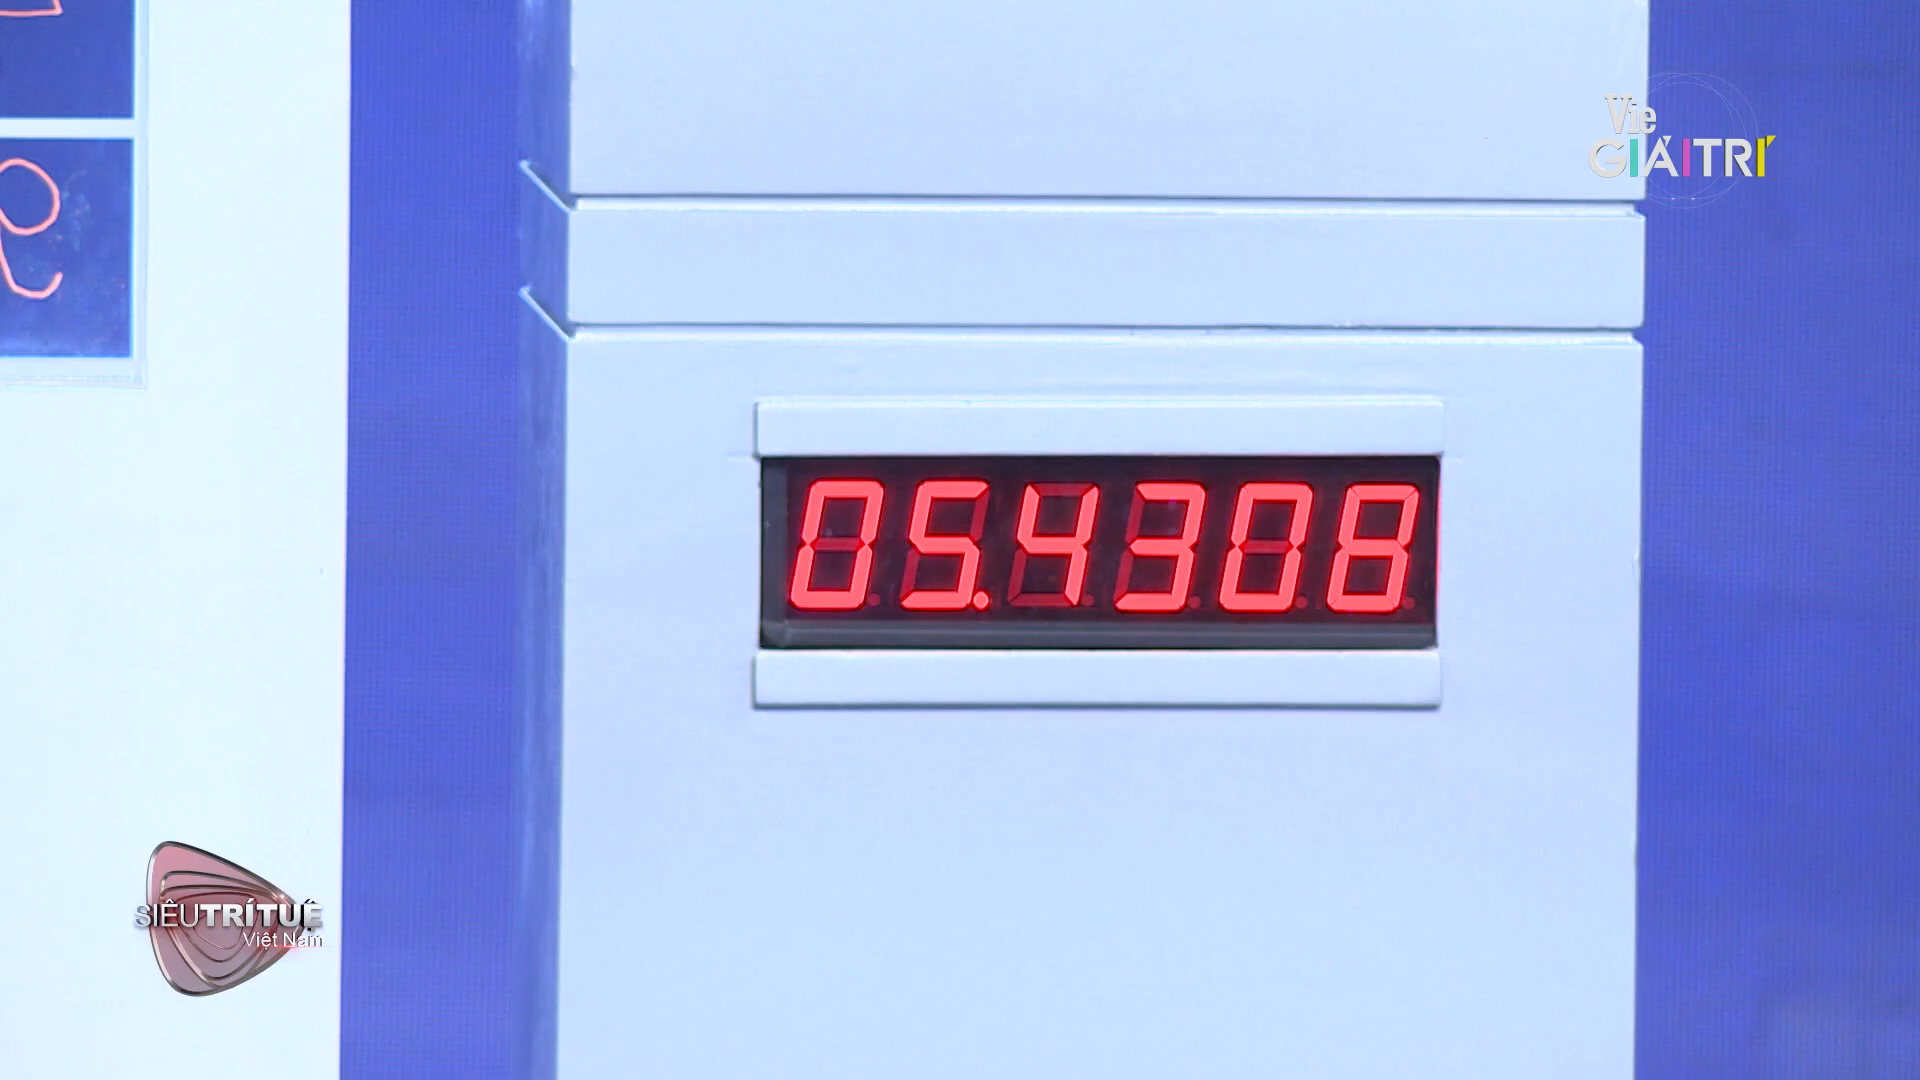 Vie
GIẢI TRÍ
05.4308
SIÊU TRÍ TUỆ
Việt Nam